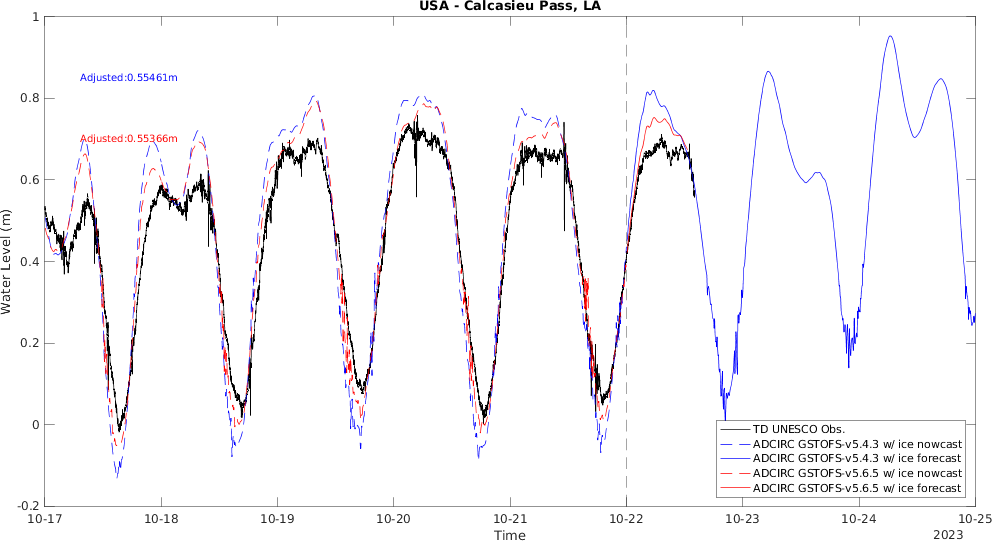 USA - Calcasieu Pass, LA
1
Adjusted:0.55461m
0.8
Adjusted:0.55366m
0.6
Water Level (m)
0.4
0.2
0
TD UNESCO Obs.
ADCIRC GSTOFS-v5.4.3 w/ ice nowcast
ADCIRC GSTOFS-v5.4.3 w/ ice forecast
ADCIRC GSTOFS-v5.6.5 w/ ice nowcast
ADCIRC GSTOFS-v5.6.5 w/ ice forecast
-0.2
10-17 10-18 10-19 10-20 10-21 10-22 10-23 10-24 10-25
Time 2023